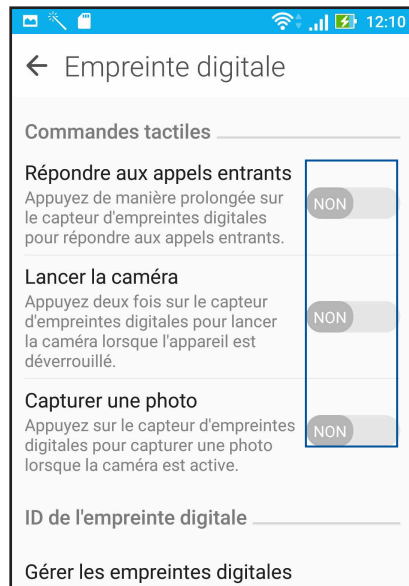 12:10
Empreinte digitale
Commandes tactiles
Répondre aux appels entrants
Appuyez de manière prolongée sur
le capteur d'empreintes digitales
pour répondre aux appels entrants.
NON
Lancer la caméra
Appuyez deux fois sur le capteur
d'empreintes digitales pour lancer
la caméra lorsque l'appareil est
déverrouillé.
NON
Capturer une photo
Appuyez sur le capteur d'empreintes
digitales pour capturer une photo
lorsque la caméra est active.
NON
ID de l'empreinte digitale
Gérer les empreintes digitales